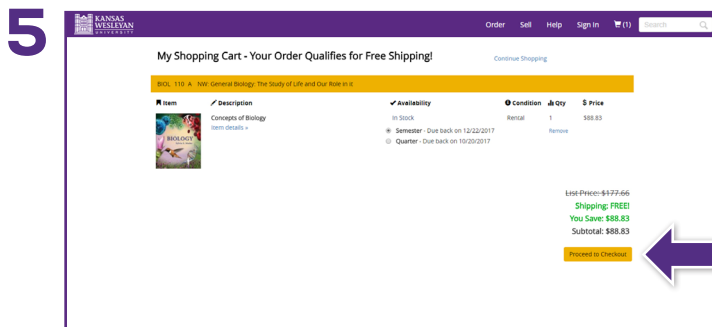 5
KANSAS
WESLEYAN
UNIVERSITY
Order Sell Help Sign In (1) Search
My Shopping Cart - Your Order Qualifies for Free Shipping!
Continue Shopping
BIOL 110 A NW: General Biology: The Study of Life and Our Role in it
Item Description Availability Condition Qty $ Price
Concepts of Biology In Stock Rental 1 $88.83
Item details »
Semester - Due back on 12/22/2017 Remove
Quarter - Due back on 10/20/2017
BIOLOGY
List Price: $177.66
Shipping: FREE!
You Save: $88.83
Subtotal: $88.83
Proceed to Checkout